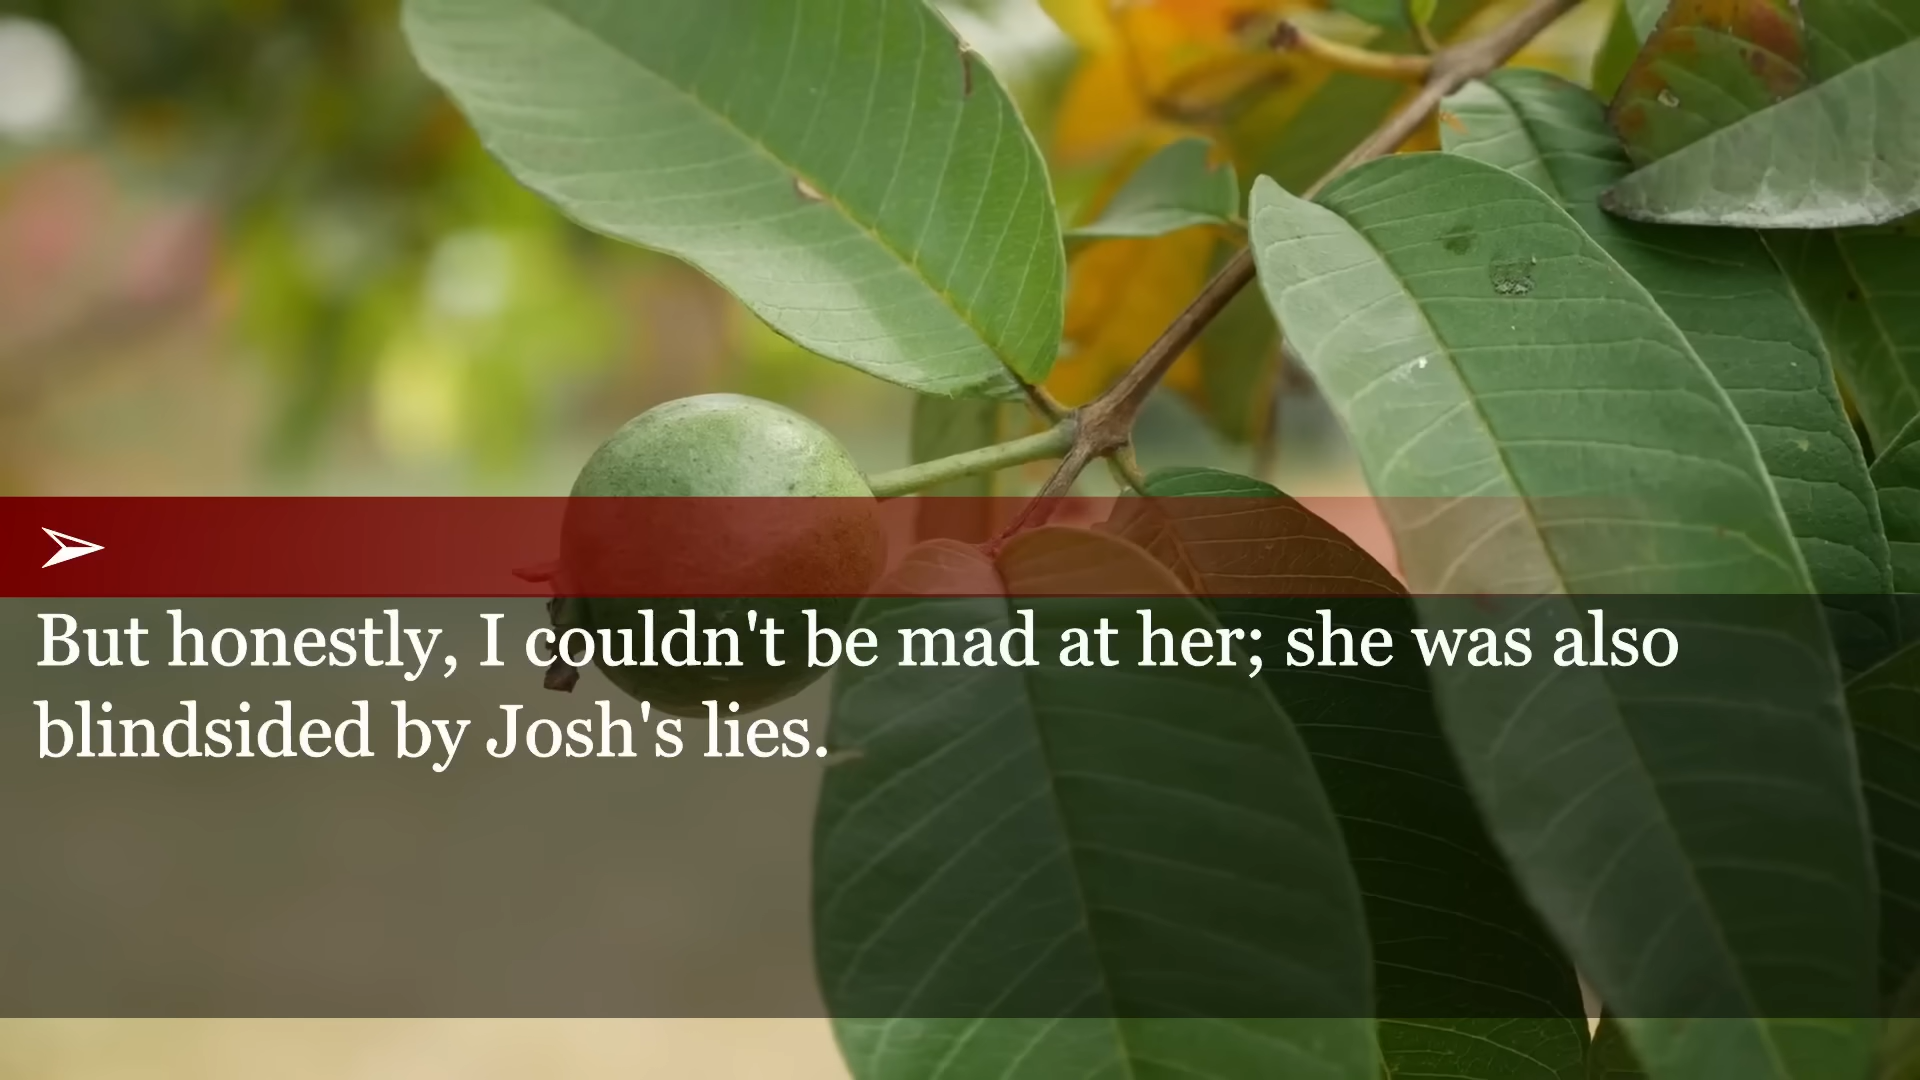 But honestly, I couldn't be mad at her; she was also
blindsided by Josh's lies.